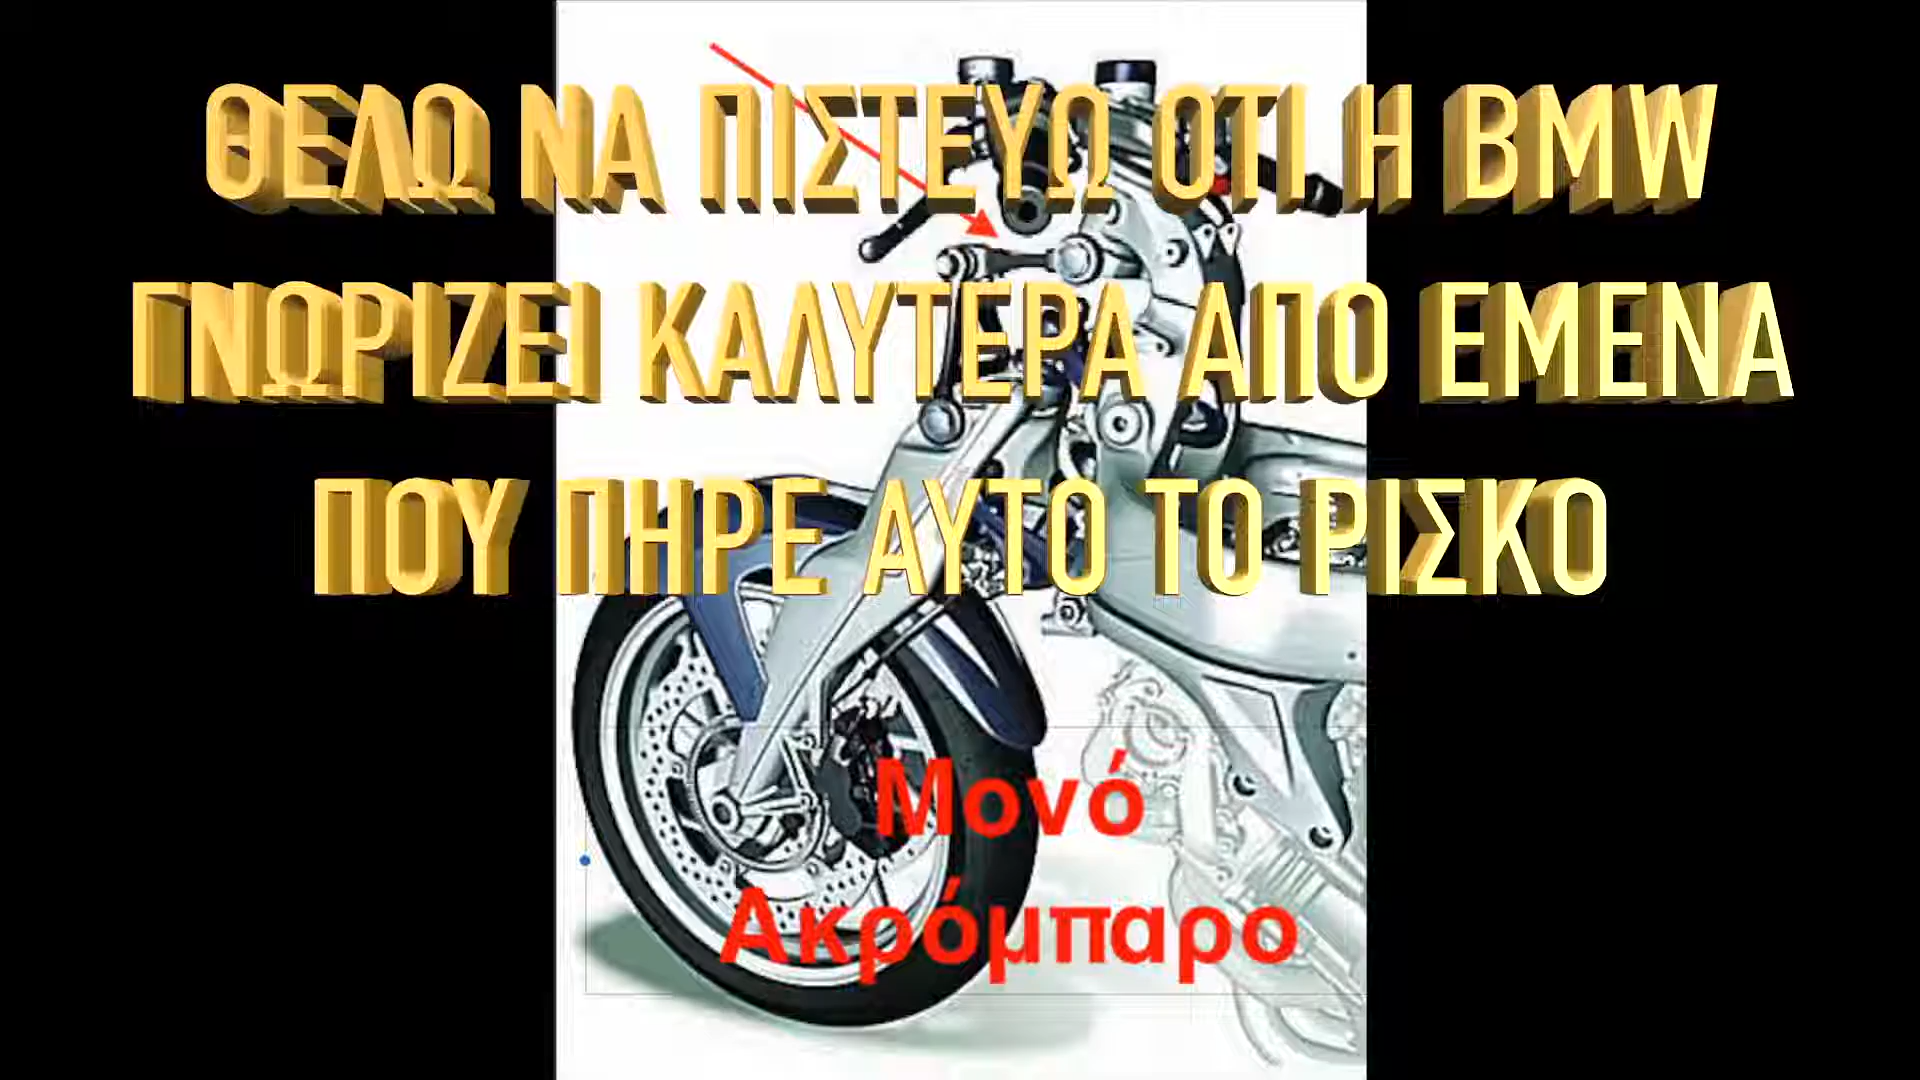 ΘΕΛΩ ΝΑ ΠΙΣΤΕΥΩ ΟΤΙ Η BMW
ΓΝΩΡΙΖΕΙ ΚΑΛΥΤΕΡΑ ΑΠΟ ΕΜΕΝΑ
ΠΟΥ ΠΗΡΕ ΑΥΤΟ ΤΟ ΡΙΣΚΟ
Μονό
Ακρόμπαρο